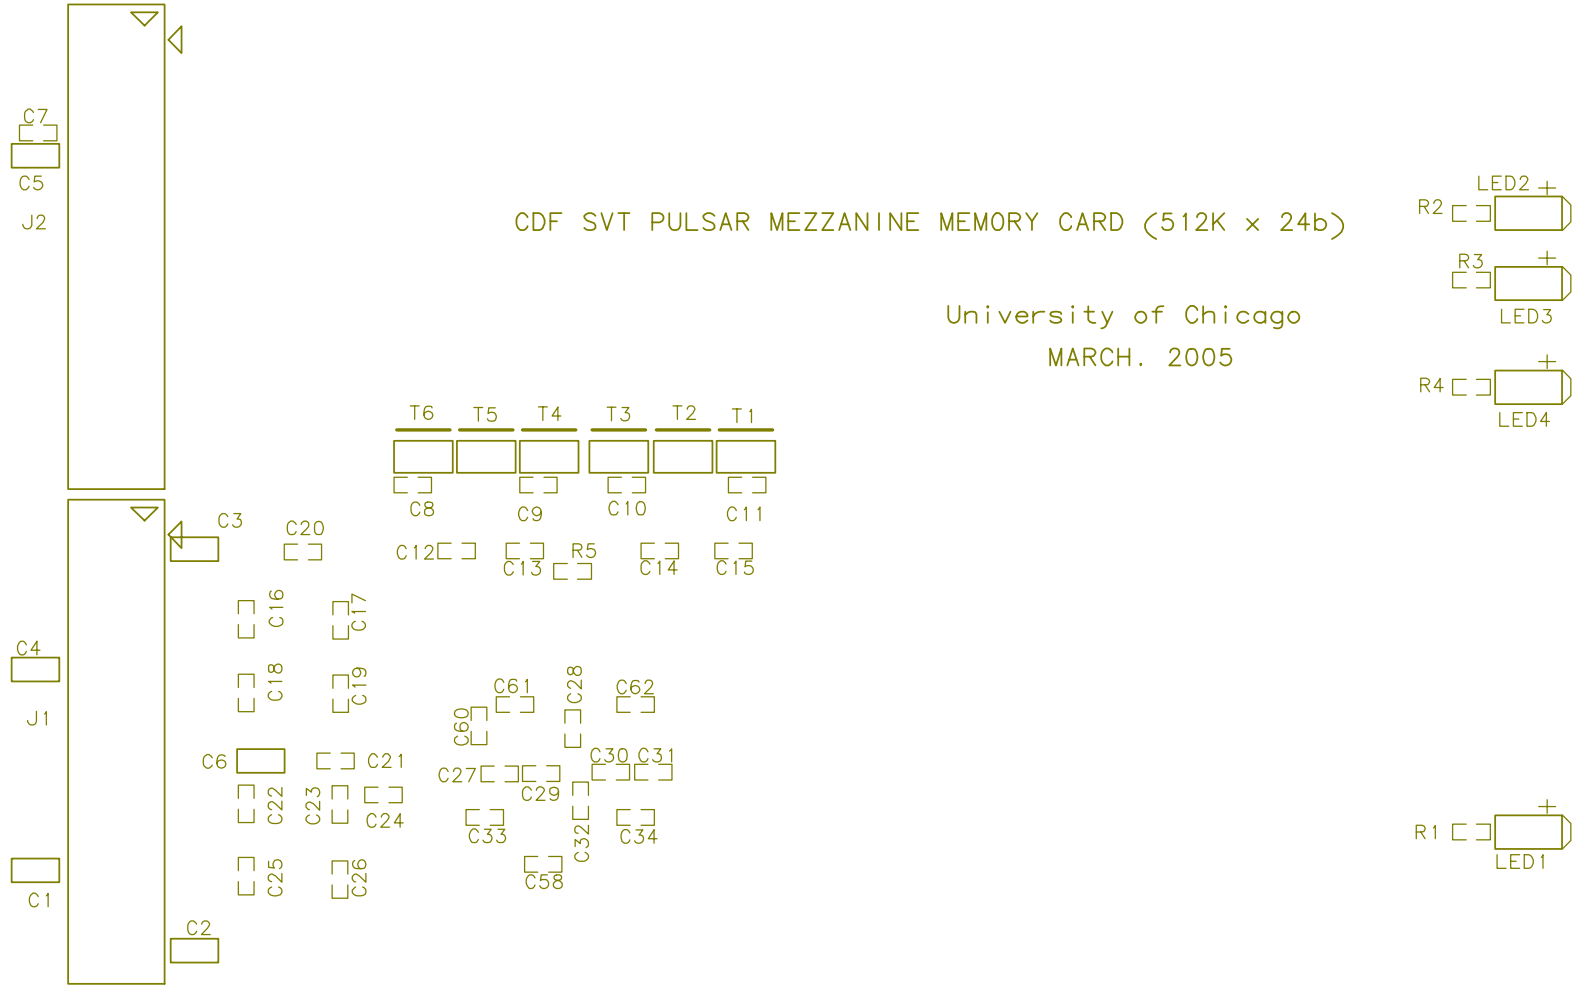 C7
C5
J2
CDF SVT PULSAR MEZZANINE MEMORY CARD (512K x 24b)
University of Chicago
MARCH. 2005
LED2
R2
R3
LED3
R4
LED4
T6 T5 T4 T3 T2 T1
C8 C9 C10 C11
C3
C20
C12 C13 R5 C14 C15
C16 C17
C4
C18 C19
J1
C61 C28 C62
C60
C6 C21
C27 C29 C30 C31
C22 C23 C24
C33 C32 C34
R1
LED1
C25 C26
C58
C1
C2